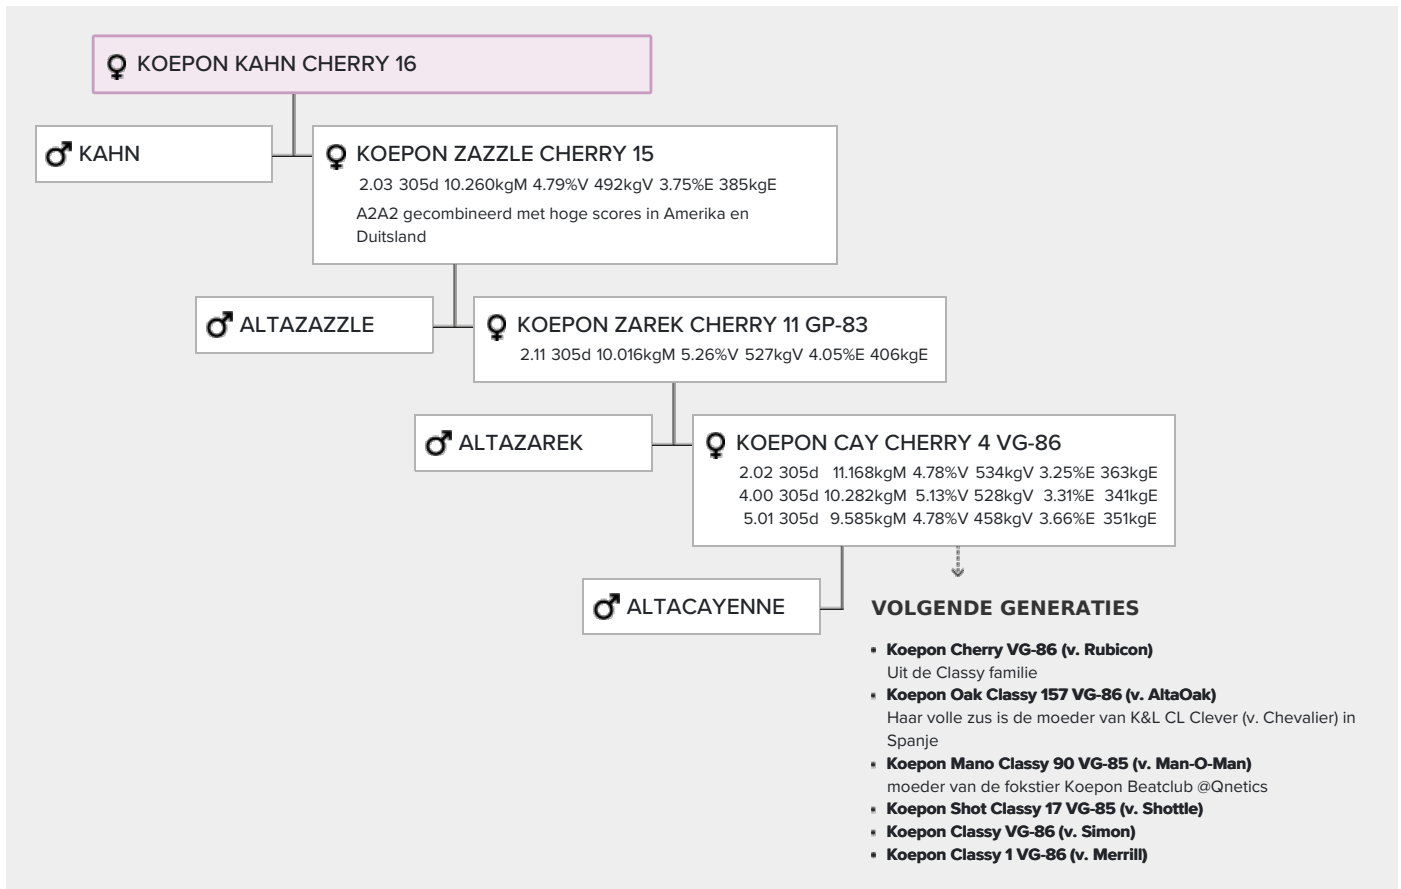 KOEPON KAHN CHERRY 16
KAHN
KOEPON ZAZZLE CHERRY 15
2.03 305d 10.260kgM 4.79%V 492kgV 3.75%E 385kgE
A2A2 gecombineerd met hoge scores in Amerika en
Duitsland
ALTAZAZZLE
KOEPON ZAREK CHERRY 11 GP-83
2.11 305d 10.016kgM 5.26%V 527kgV 4.05%E 406kgE
ALTAZAREK
KOEPON CAY CHERRY 4 VG-86
2.02 305d 11.168kgM 4.78%V 534kgV 3.25%E 363kgE
4.00 305d 10.282kgM 5.13%V 528kgV 3.31%E 341kgE
5.01 305d 9.585kgM 4.78%V 458kgV 3.66%E 351kgE
ALTACAYENNE
VOLGENDE GENERATIES
Koepon Cherry VG-86 (v. Rubicon)
Uit de Classy familie
Koepon Oak Classy 157 VG-86 (v. AltaOak)
Haar volle zus is de moeder van K&L CL Clever (v. Chevalier) in
Spanje
Koepon Mano Classy 90 VG-85 (v. Man-O-Man)
moeder van de fokstier Koepon Beatclub @Qnetics
Koepon Shot Classy 17 VG-85 (v. Shottle)
Koepon Classy VG-86 (v. Simon)
Koepon Classy 1 VG-86 (v. Merrill)